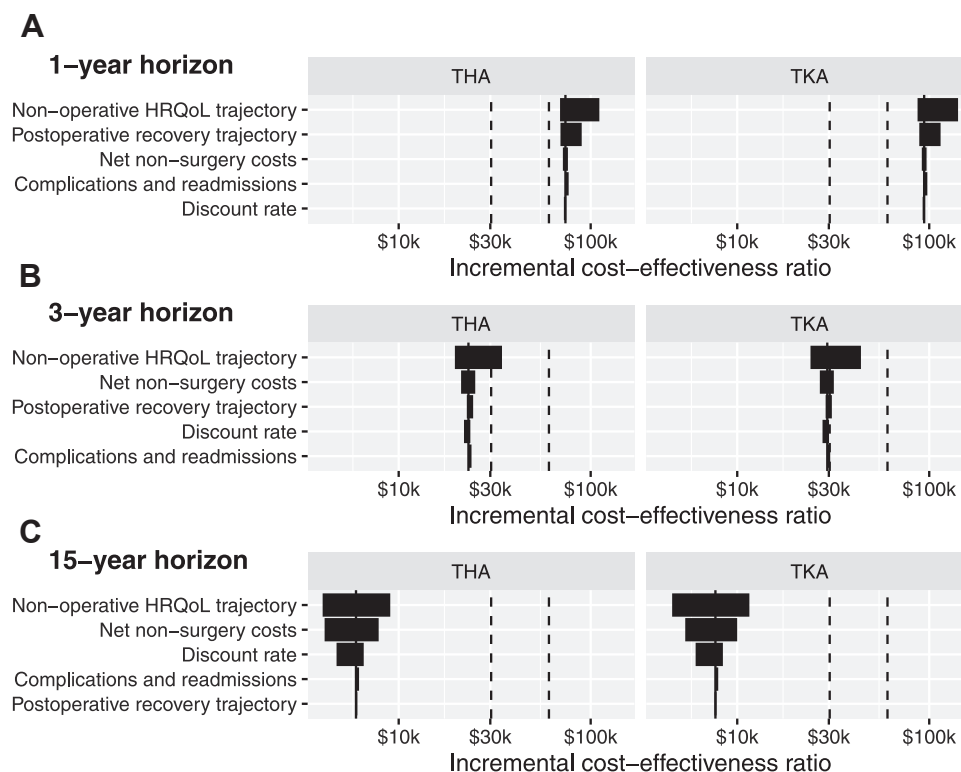 A
1–year horizon
THA
TKA
Non–operative HRQoL trajectory
Postoperative recovery trajectory
Net non–surgery costs
Complications and readmissions
Discount rate
$10k $30k $100k $10k $30k $100k
Incremental cost–effectiveness ratio
B
3–year horizon
THA
TKA
Non–operative HRQoL trajectory
Net non–surgery costs
Postoperative recovery trajectory
Discount rate
Complications and readmissions
$10k $30k $100k $10k $30k $100k
Incremental cost–effectiveness ratio
C
15–year horizon
THA
TKA
Non–operative HRQoL trajectory
Net non–surgery costs
Discount rate
Complications and readmissions
Postoperative recovery trajectory
$10k $30k $100k $10k $30k $100k
Incremental cost–effectiveness ratio